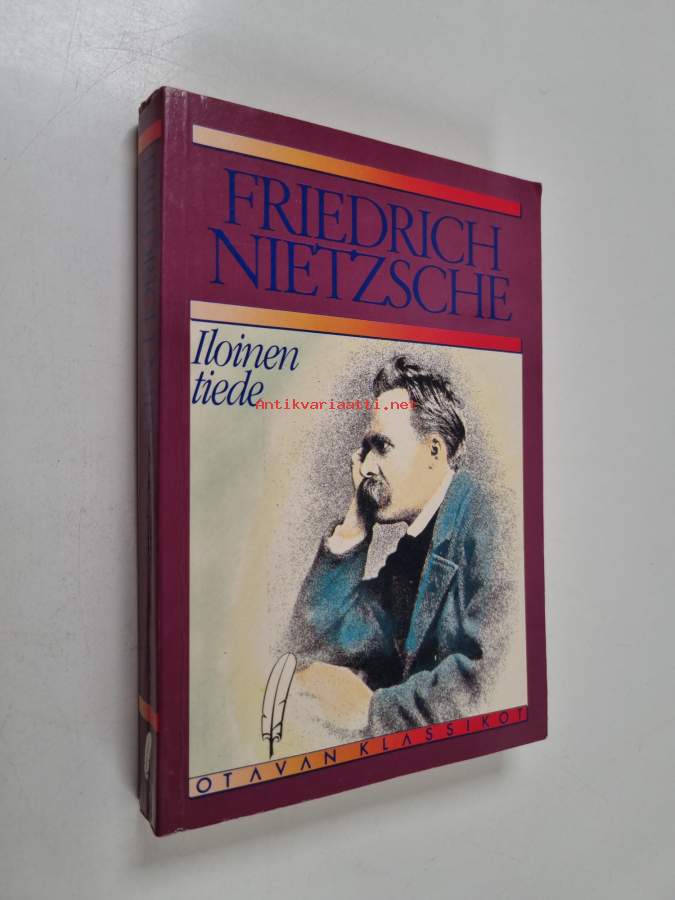 FRIEDRICH
NIETZSCHE
Iloinen
tiede
Antikvariaatti.net
OTAVAN KLASSIKOT